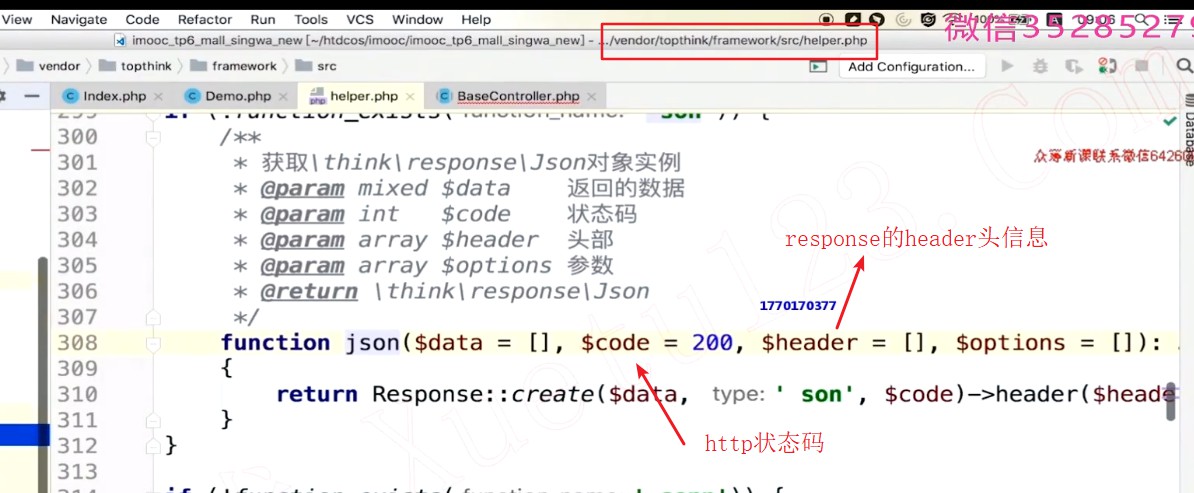 View Navigate Code Refactor Run Tools VCS Window Help 100% 09:06
微信35285279
imooc_tp6_mall_singwa_new [~/htdcos/imooc/imooc_tp6_mall_singwa_new] - .../vendor/topthink/framework/src/helper.php
vendor topthink framework src Add Configuration...
Index.php Demo.php helper.php BaseController.php
Database
300 /**
301 * 获取\think\response\Json对象实例
众筹新课联系微信6426
302 * @param mixed $data 返回的数据
303 * @param int $code 状态码
304 * @param array $header 头部
response的header头信息
305 * @param array $options 参数
306 * @return \think\response\Json
1770170377
307 */
308 function json($data = [], $code = 200, $header = [], $options = []):
309 {
310 return Response::create($data, type: ' son', $code)->header($heade
311 }
312 }
http状态码
313
Xuotu123.Com